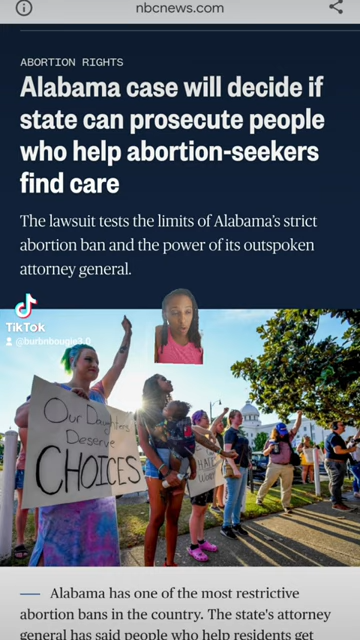 nbcnews.com
ABORTION RIGHTS
Alabama case will decide if
state can prosecute people
who help abortion-seekers
find care
The lawsuit tests the limits of Alabama's strict
abortion ban and the power of its outspoken
attorney general.
TikTok
@burbnbougie3.0
Our Daughters
Deserve
CHOICES
Alabama has one of the most restrictive
abortion bans in the country. The state's attorney
general has said people who help residents get